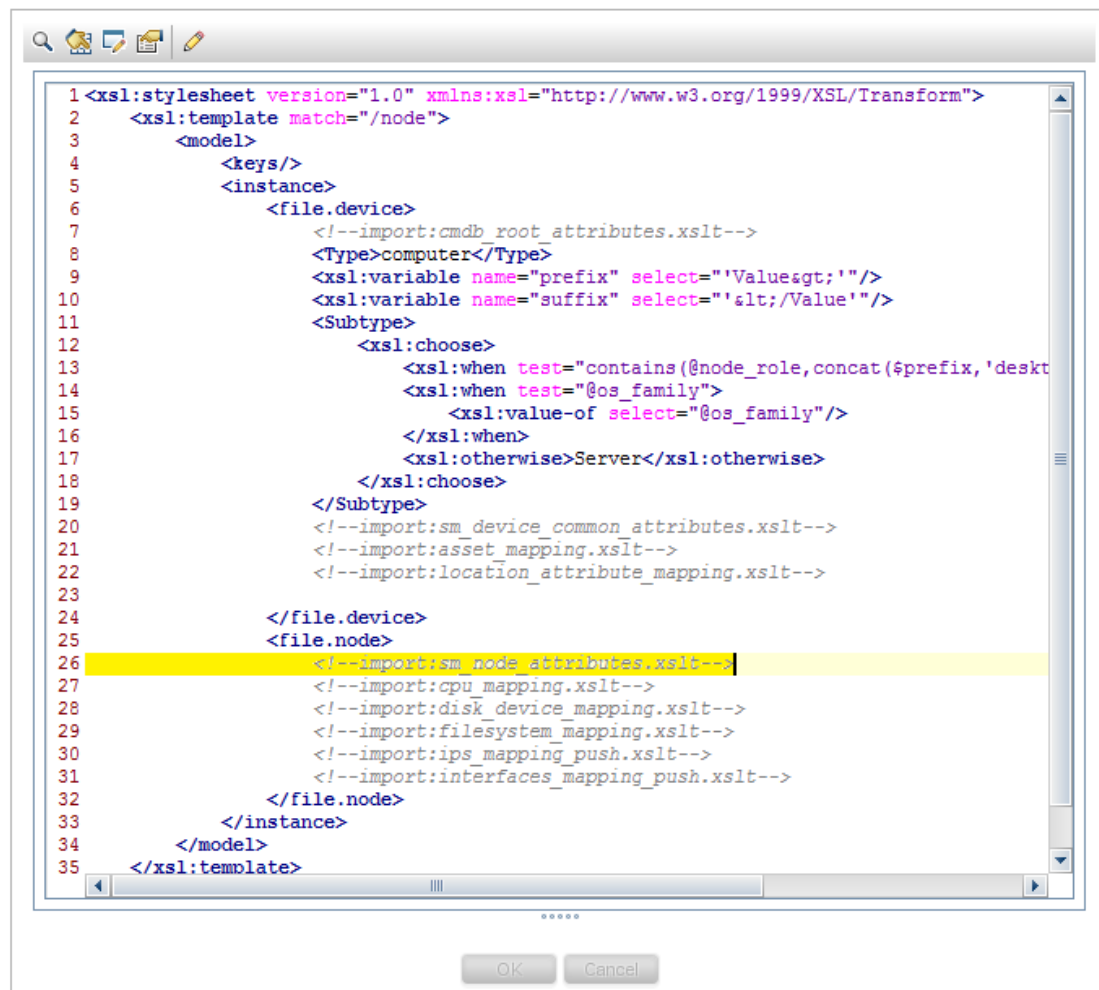 1 <xsl:stylesheet version="1.0" xmlns:xsl="http://www.w3.org/1999/XSL/Transform">
2     <xsl:template match="/node">
3         <model>
4             <keys/>
5             <instance>
6                 <file.device>
7                     <!--import:cmdb_root_attributes.xslt-->
8                     <Type>computer</Type>
9                     <xsl:variable name="prefix" select="'Value&gt;'"/>
10                     <xsl:variable name="suffix" select="'&lt;/Value'"/>
11                     <Subtype>
12                         <xsl:choose>
13                             <xsl:when test="contains(@node_role,concat($prefix,'deskt
14                             <xsl:when test="@os_family">
15                                 <xsl:value-of select="@os_family"/>
16                             </xsl:when>
17                             <xsl:otherwise>Server</xsl:otherwise>
18                         </xsl:choose>
19                     </Subtype>
20                     <!--import:sm_device_common_attributes.xslt-->
21                     <!--import:asset_mapping.xslt-->
22                     <!--import:location_attribute_mapping.xslt-->
23
24                 </file.device>
25                 <file.node>
26                     <!--import:sm_node_attributes.xslt-->
27                     <!--import:cpu_mapping.xslt-->
28                     <!--import:disk_device_mapping.xslt-->
29                     <!--import:filesystem_mapping.xslt-->
30                     <!--import:ips_mapping_push.xslt-->
31                     <!--import:interfaces_mapping_push.xslt-->
32                 </file.node>
33             </instance>
34         </model>
35     </xsl:template>
OK Cancel